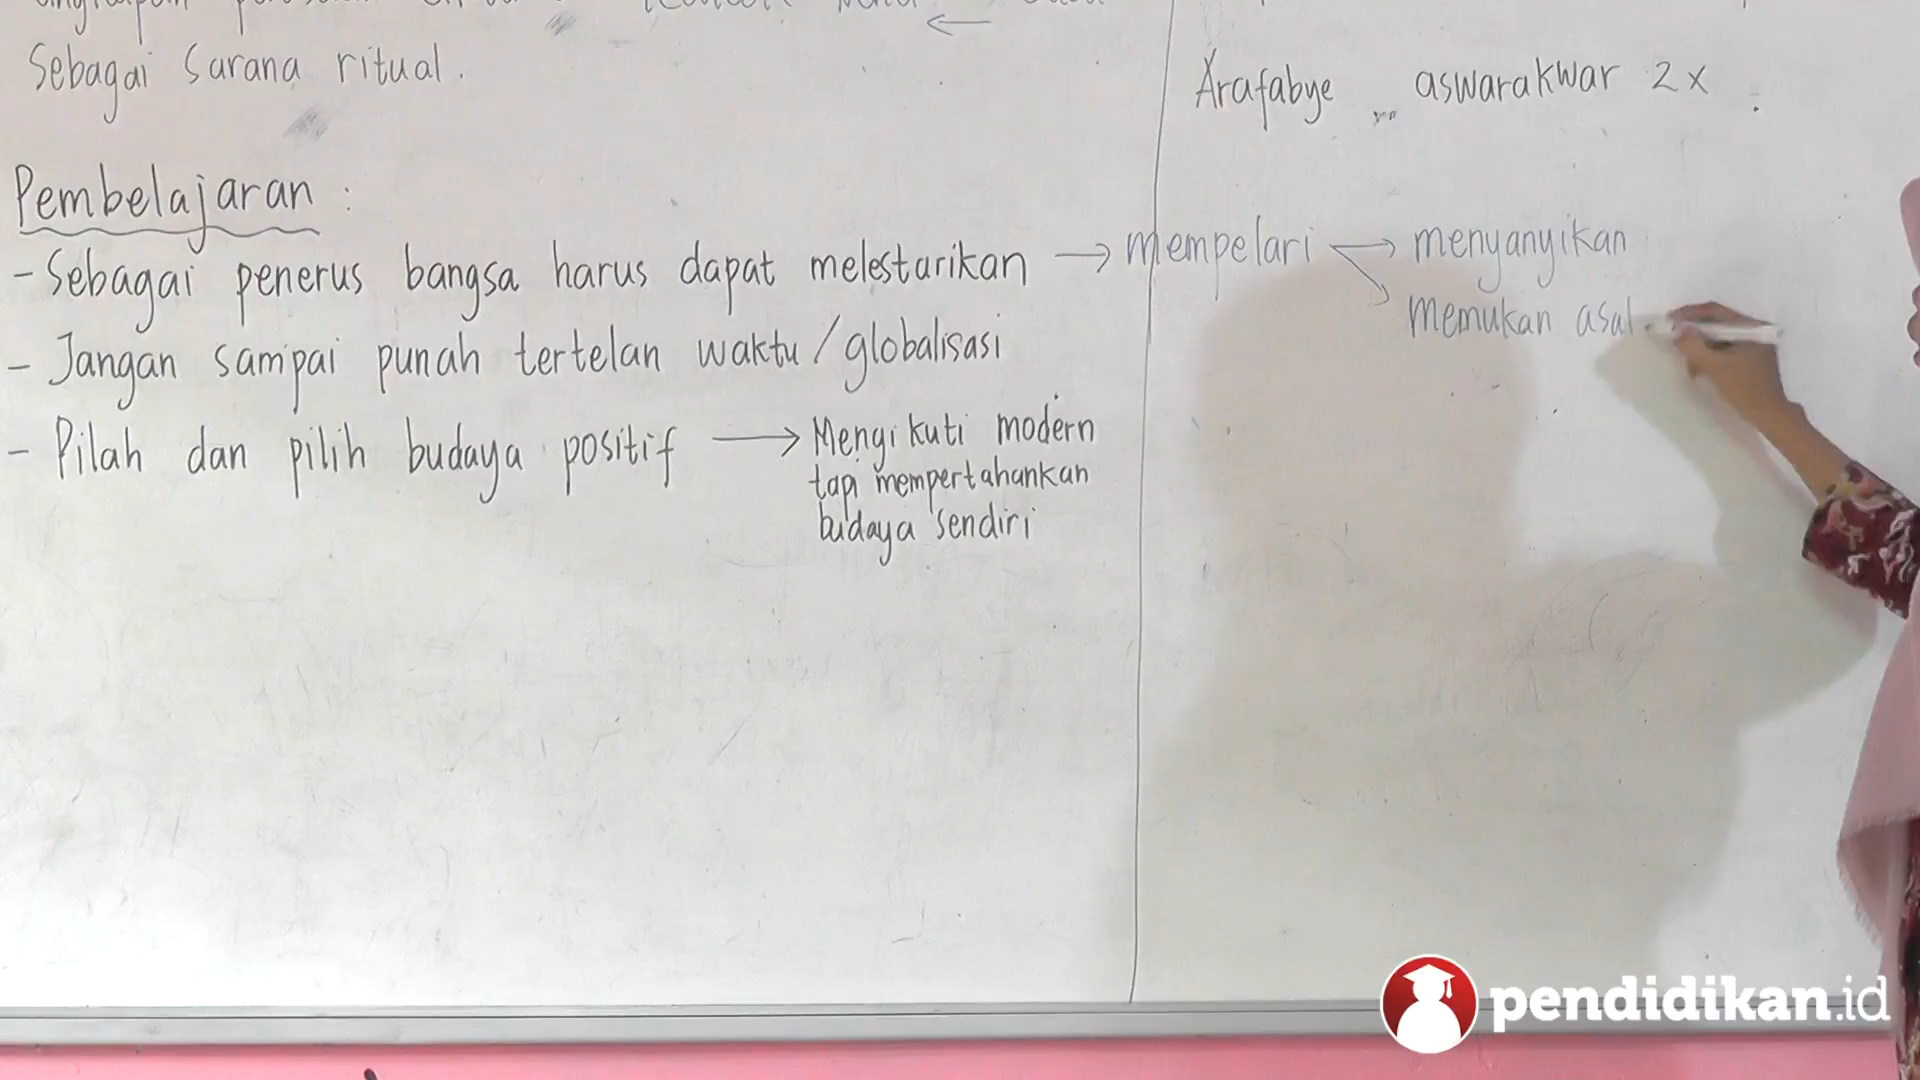 Sebagai Sarana ritual.
Pembelajaran :
- Sebagai penerus bangsa harus dapat melestarikan → mempelari → menyanyikan
memukan asal
- Jangan sampai punah tertelan waktu / globalisasi
- Pilah dan pilih budaya positif → Mengikuti modern
tapi mempertahankan
budaya sendiri
Arafabye ,, aswarakwar 2x
pendidikan.id